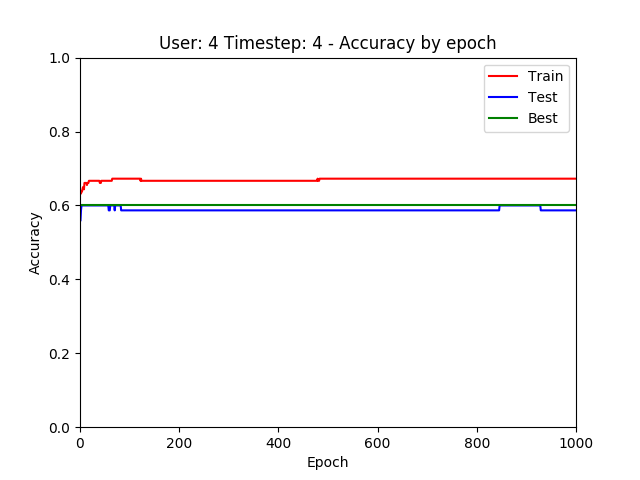 User: 4 Timestep: 4 - Accuracy by epoch
1.0
0.8
0.6
0.4
0.2
0.0
Accuracy
Train
Test
Best
0 200 400 600 800 1000
Epoch